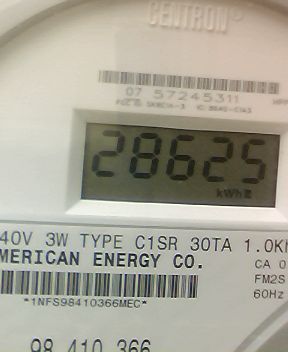 CENTRON®
07 57245311
28625
kWh
40V 3W TYPE C1SR 30TA 1.0Kh
MERICAN ENERGY CO.
CA 0
FM2S
60Hz
*1NFS98410366MEC*
98 410 366